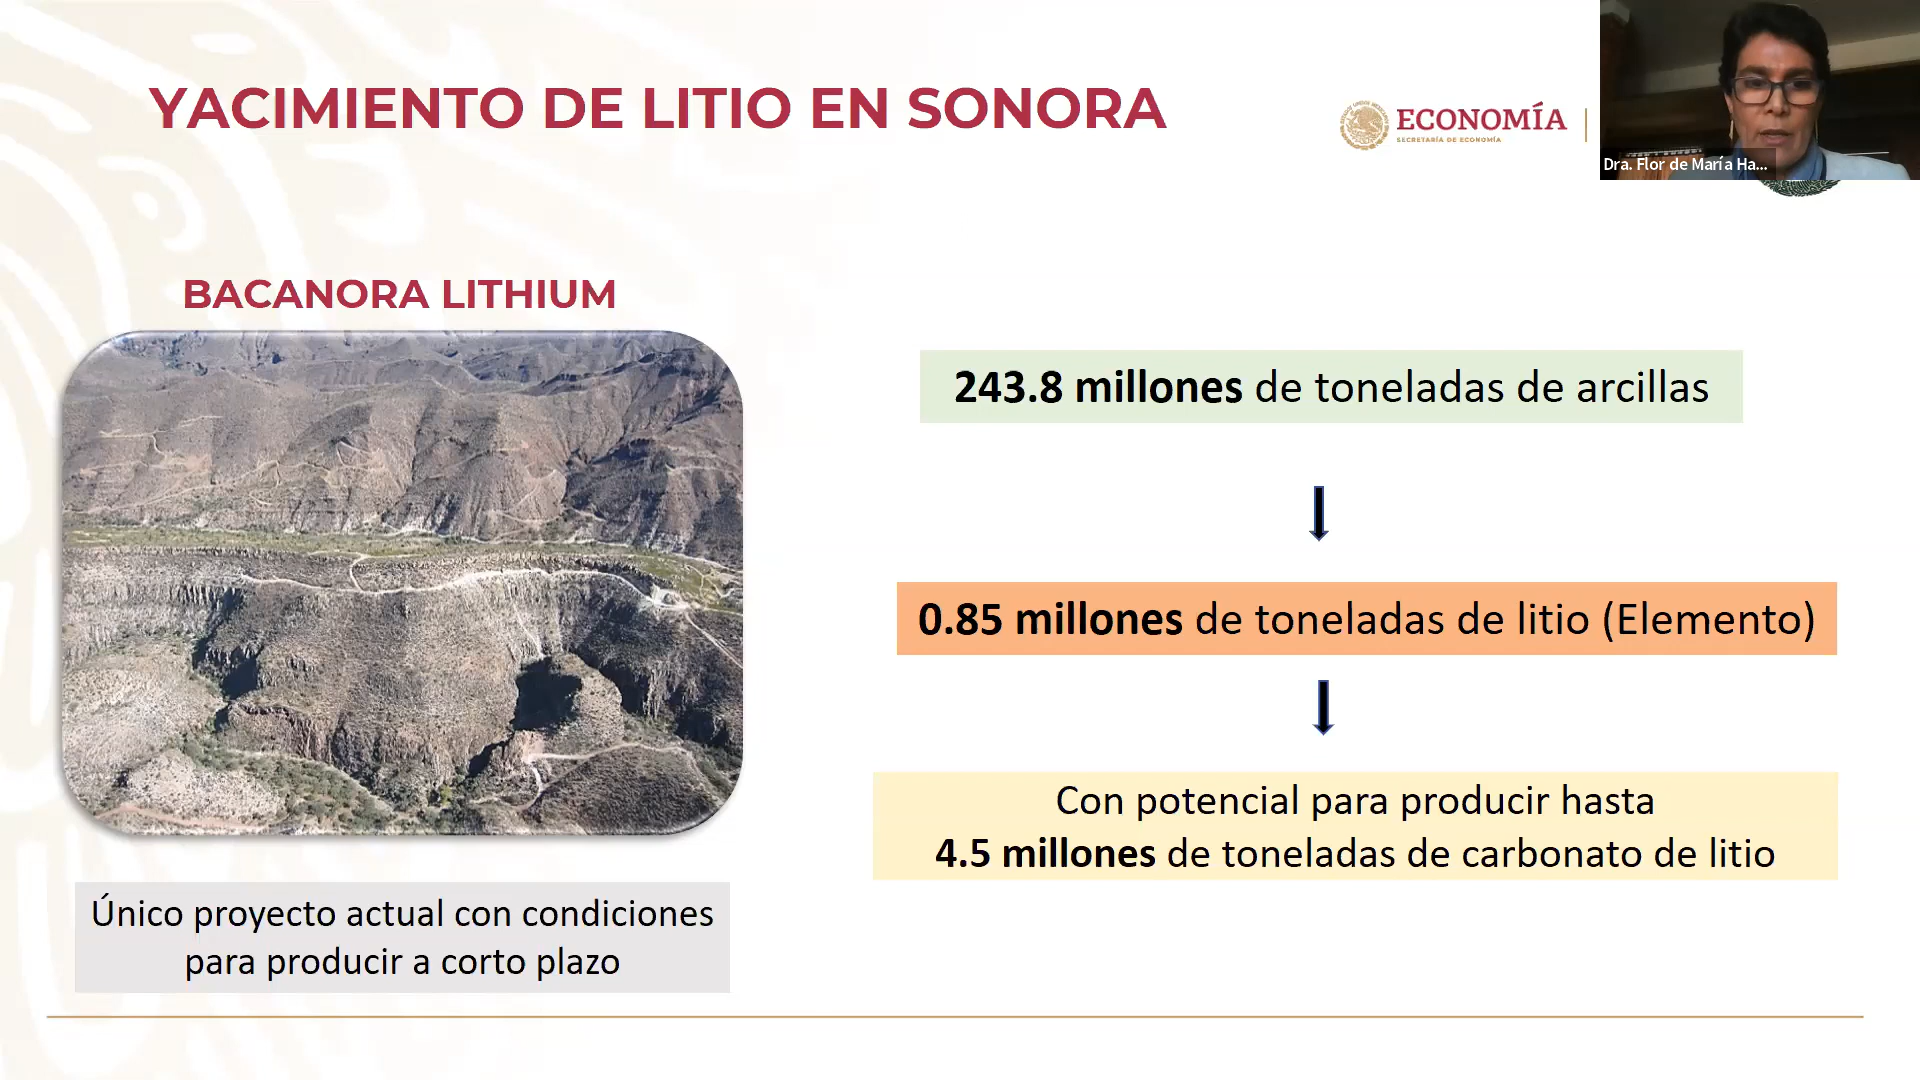 YACIMIENTO DE LITIO EN SONORA
ECONOMÍA
SECRETARÍA DE ECONOMÍA
Dra. Flor de María Ha...
BACANORA LITHIUM
243.8 millones de toneladas de arcillas
0.85 millones de toneladas de litio (Elemento)
Con potencial para producir hasta
4.5 millones de toneladas de carbonato de litio
Único proyecto actual con condiciones
para producir a corto plazo